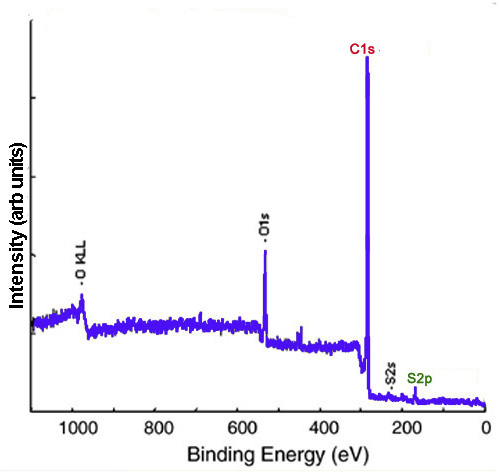 C1s
- O1s
- O KLL
-S2s
S2p
Intensity (arb units)
1000 800 600 400 200 0
Binding Energy (eV)